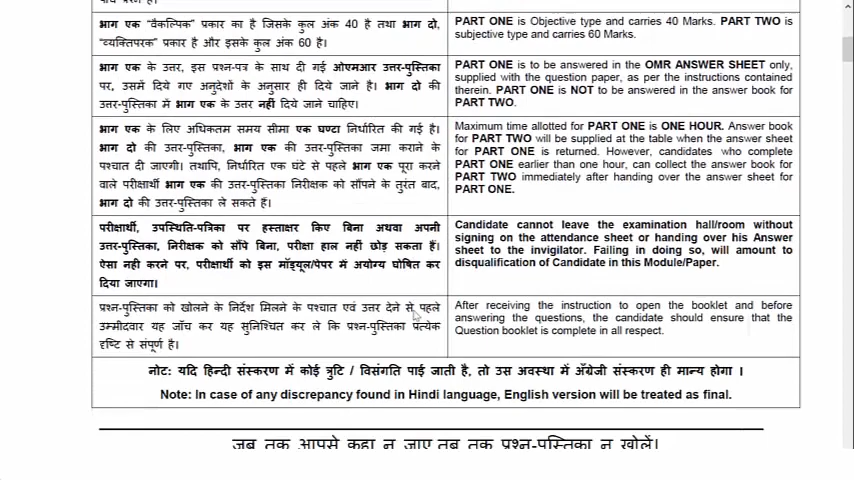 भाग एक "वैकल्पिक" प्रकार का है जिसके कुल अंक 40 है तथा भाग दो,
"व्यक्तिपरक" प्रकार है और इसके कुल अंक 60 है।
PART ONE is Objective type and carries 40 Marks. PART TWO is
subjective type and carries 60 Marks.
भाग एक के उत्तर, इस प्रश्न-पत्र के साथ दी गई ओएमआर उत्तर-पुस्तिका
पर, उसमें दिये गए अनुदेशों के अनुसार ही दिये जाने है। भाग दो की
उत्तर-पुस्तिका में भाग एक के उत्तर नहीं दिये जाने चाहिए।
PART ONE is to be answered in the OMR ANSWER SHEET only,
supplied with the question paper, as per the instructions contained
therein. PART ONE is NOT to be answered in the answer book for
PART TWO.
भाग एक के लिए अधिकतम समय सीमा एक घण्टा निर्धारित की गई है।
भाग दो की उत्तर-पुस्तिका, भाग एक की उत्तर-पुस्तिका जमा कराने के
पश्चात दी जाएगी। तथापि, निर्धारित एक घंटे से पहले भाग एक पूरा करने
वाले परीक्षार्थी भाग एक की उत्तर-पुस्तिका निरीक्षक को सौंपने के तुरंत बाद,
भाग दो की उत्तर-पुस्तिका ले सकते हैं।
Maximum time allotted for PART ONE is ONE HOUR. Answer book
for PART TWO will be supplied at the table when the answer sheet
for PART ONE is returned. However, candidates who complete
PART ONE earlier than one hour, can collect the answer book for
PART TWO immediately after handing over the answer sheet for
PART ONE.
परीक्षार्थी, उपस्थिति-पत्रिका पर हस्ताक्षर किए बिना अथवा अपनी
उत्तर-पुस्तिका, निरीक्षक को सौंपे बिना, परीक्षा हाल नहीं छोड़ सकता हैं।
ऐसा नही करने पर, परीक्षार्थी को इस मॉड्यूल/पेपर में अयोग्य घोषित कर
दिया जाएगा।
Candidate cannot leave the examination hall/room without
signing on the attendance sheet or handing over his Answer
sheet to the invigilator. Failing in doing so, will amount to
disqualification of Candidate in this Module/Paper.
प्रश्न-पुस्तिका को खोलने के निर्देश मिलने के पश्चात एवं उत्तर देने से पहले
उम्मीदवार यह जाँच कर यह सुनिश्चित कर ले कि प्रश्न-पुस्तिका प्रत्येक
दृष्टि से संपूर्ण है।
After receiving the instruction to open the booklet and before
answering the questions, the candidate should ensure that the
Question booklet is complete in all respect.
नोट: यदि हिन्दी संस्करण में कोई त्रुटि / विसंगति पाई जाती है, तो उस अवस्था में अँग्रेजी संस्करण ही मान्य होगा ।
Note: In case of any discrepancy found in Hindi language, English version will be treated as final.
जब तक आपसे कहा न जाए तब तक प्रश्न-पुस्तिका न खोलें।